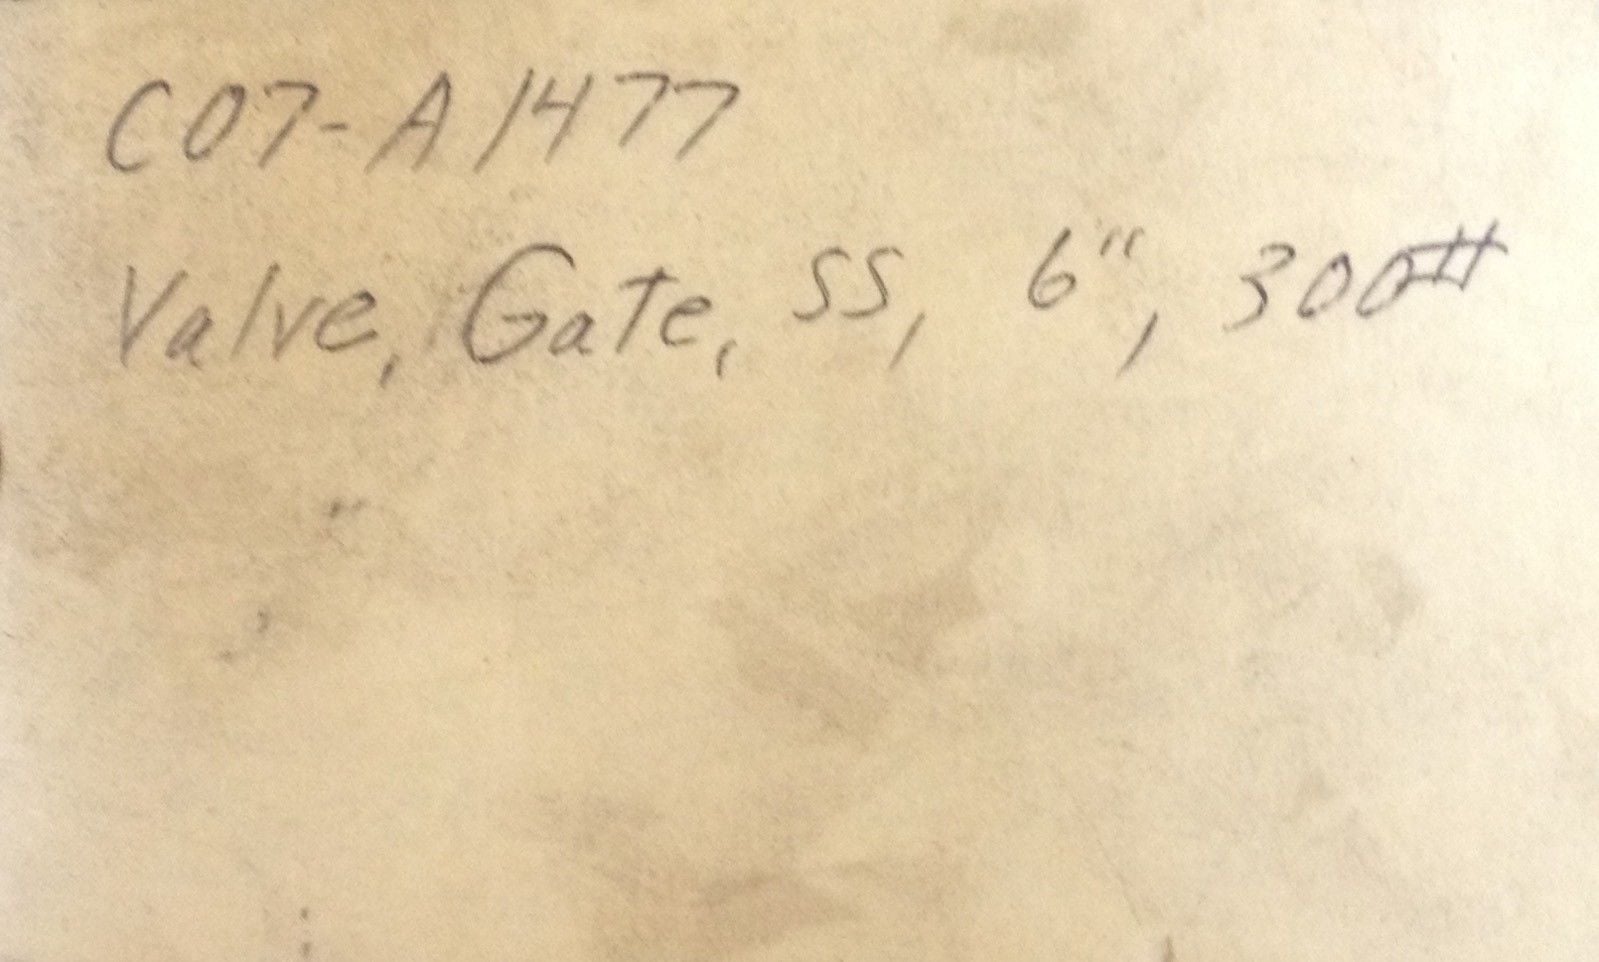 C07-A1477
Valve, Gate, SS, 6", 300#